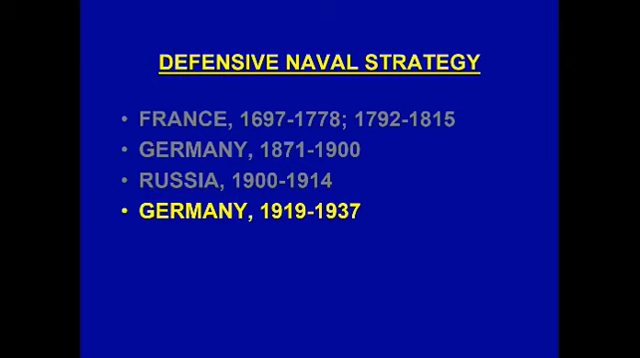 DEFENSIVE NAVAL STRATEGY
• FRANCE, 1697-1778; 1792-1815
• GERMANY, 1871-1900
• RUSSIA, 1900-1914
• GERMANY, 1919-1937